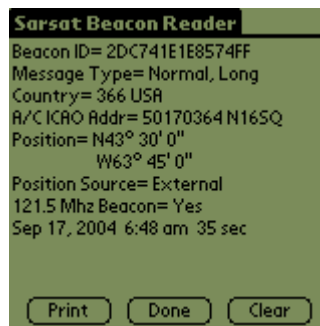 Sarsat Beacon Reader
Beacon ID= 2DC741E1E8574FF
Message Type= Normal, Long
Country= 366 USA
A/C ICAO Addr= 50170364 N16SQ
Position= N43° 30' 0"
W63° 45' 0"
Position Source= External
121.5 Mhz Beacon= Yes
Sep 17, 2004 6:48 am 35 sec
Print Done Clear